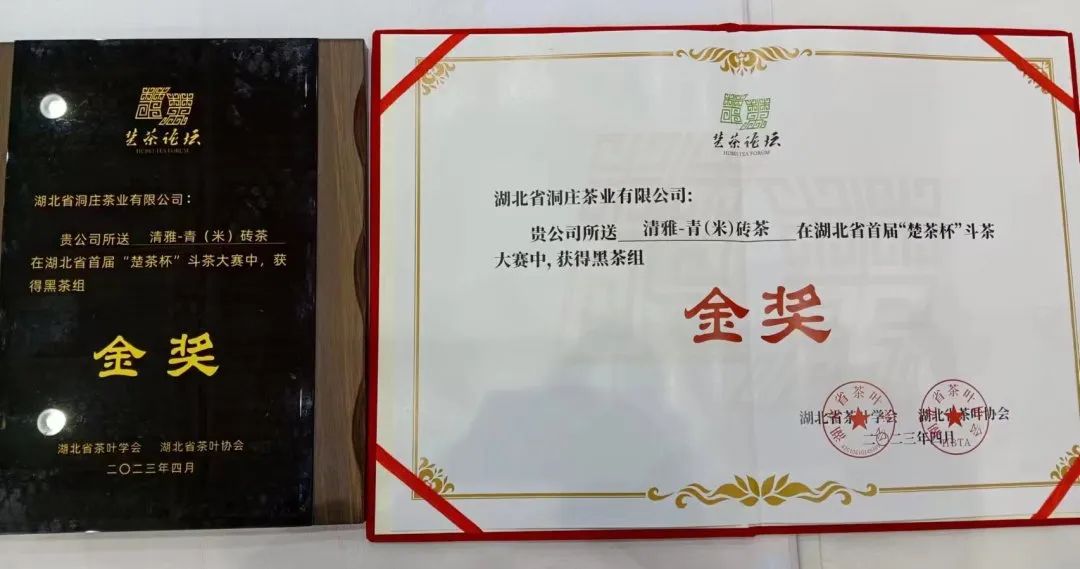 楚茶论坛
HUBEI TEA FORUM
湖北省洞庄茶业有限公司：
贵公司所送 清雅-青（米）砖茶
在湖北省首届“楚茶杯”斗茶大赛中，获
得黑茶组
金奖
湖北省茶叶学会 湖北省茶叶协会
二〇二三年四月
楚茶论坛
HUBEI TEA FORUM
湖北省洞庄茶业有限公司:
贵公司所送 清雅-青(米)砖茶 在湖北省首届“楚茶杯”斗茶
大赛中, 获得黑茶组
金奖
湖北省茶叶学会 湖北省茶叶协会
二〇二三年四月
HBTA